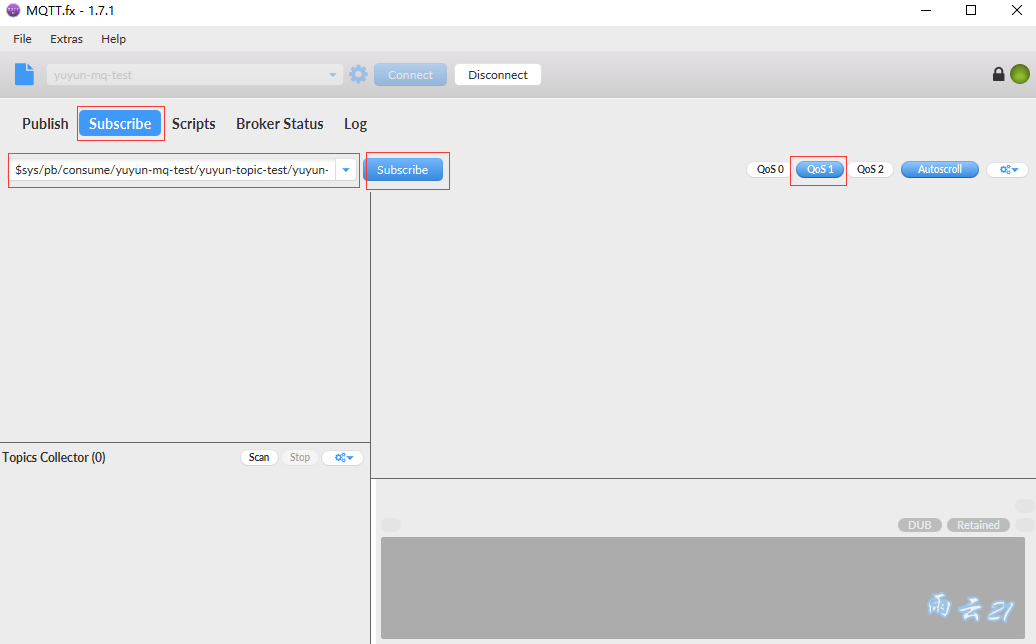 MQTT.fx - 1.7.1
File Extras Help
yuyun-mq-test Connect Disconnect
Publish Subscribe Scripts Broker Status Log
$sys/pb/consume/yuyun-mq-test/yuyun-topic-test/yuyun- Subscribe QoS 0 QoS 1 QoS 2 Autoscroll
Topics Collector (0) Scan Stop
DUB Retained
雨云21